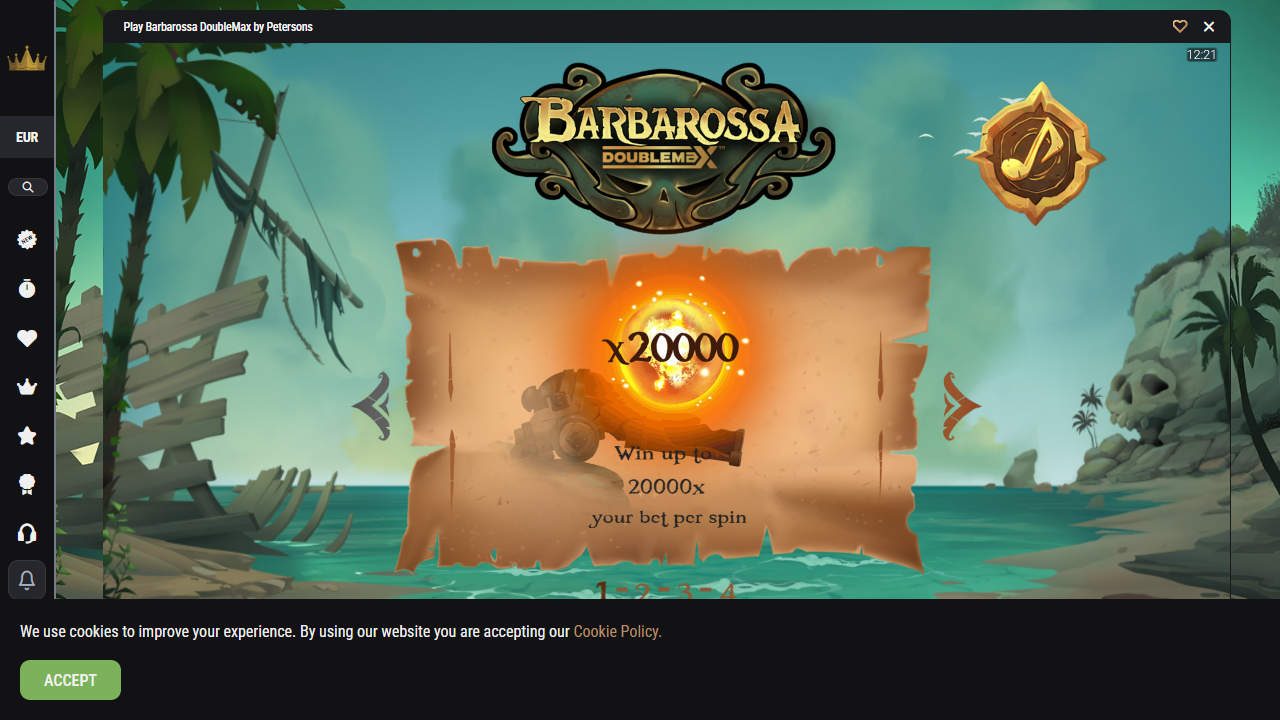 Play Barbarossa DoubleMax by Petersons
12:21
EUR
NEW
BARBAROSSA
DOUBLEMAX™
x20000
Win up to
20000x
your bet per spin
1-2-3-4
We use cookies to improve your experience. By using our website you are accepting our Cookie Policy.
ACCEPT